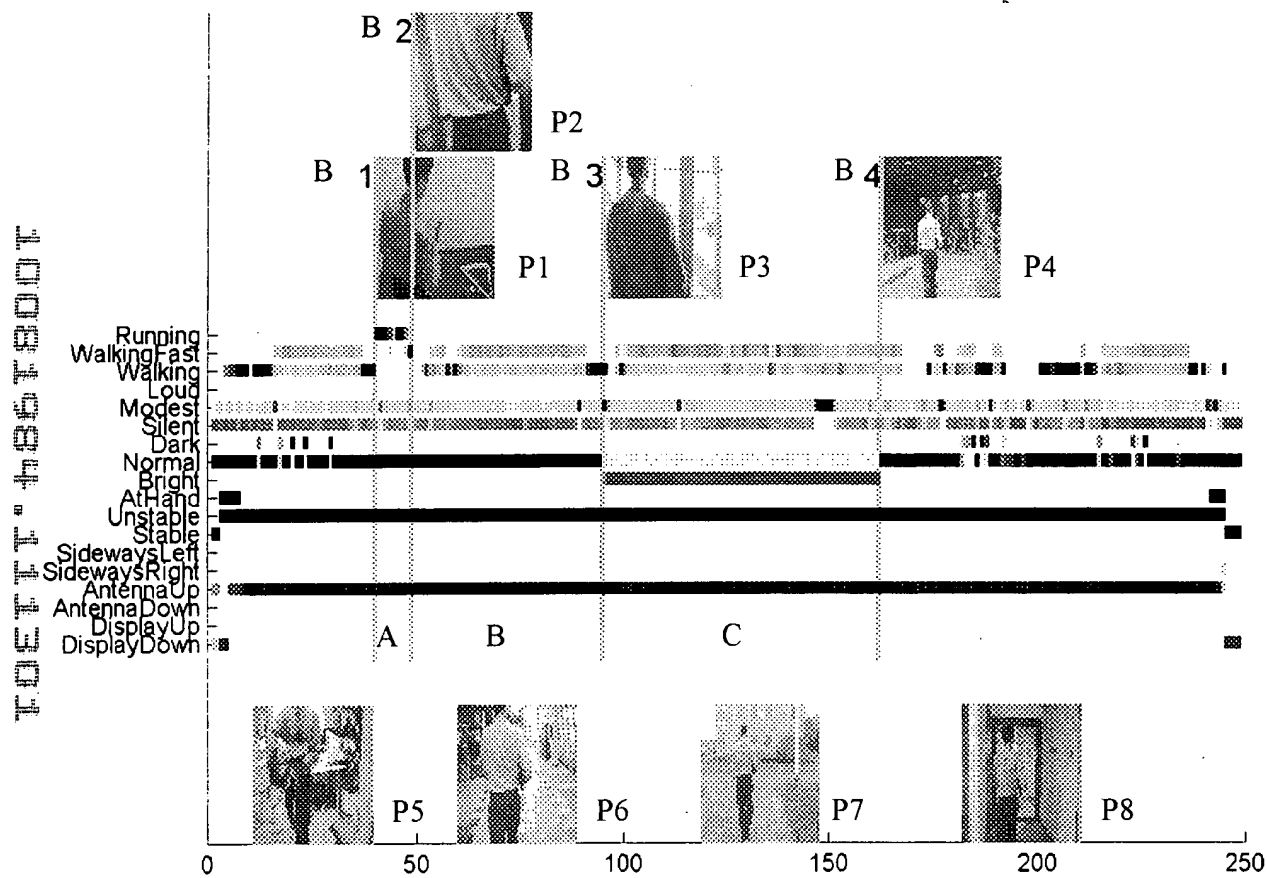 B 2
P2
B 1
P1
B 3
P3
B 4
P4
Running
WalkingFast
Walking
Loud
Modest
Silent
Dark
Normal
Bright
AtHand
Unstable
Stable
SidewaysLeft
SidewaysRight
AntennaUp
AntennaDown
DisplayUp
DisplayDown
A B C
P5 P6 P7 P8
0 50 100 150 200 250